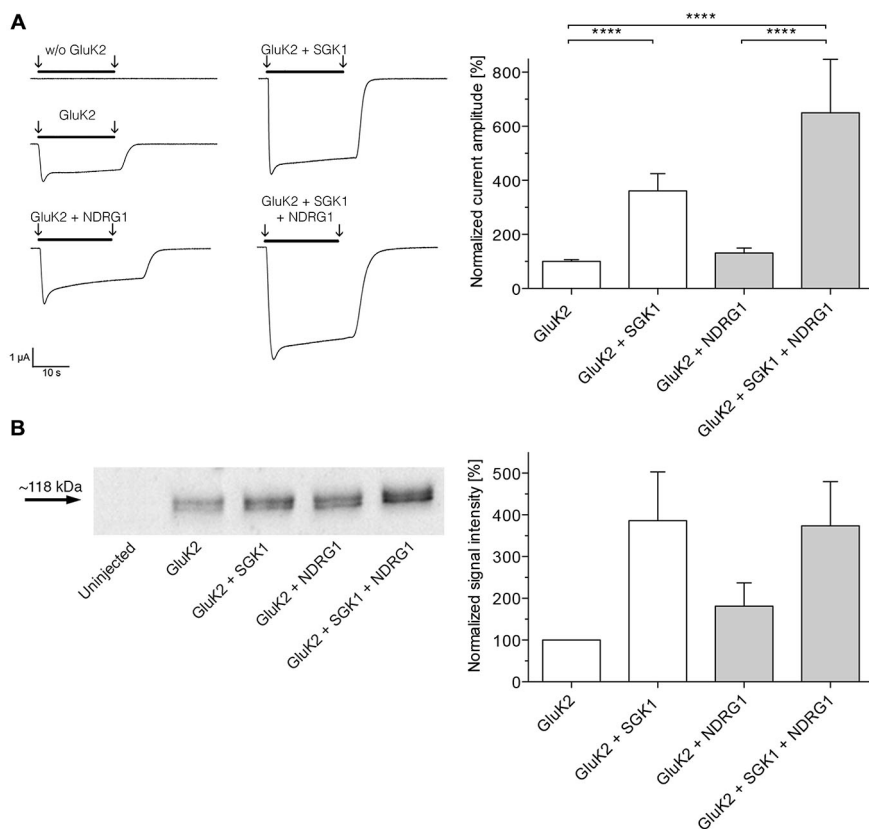 A
w/o GluK2
GluK2
GluK2 + NDRG1
1 µA
10 s
GluK2 + SGK1
GluK2 + SGK1
+ NDRG1
Normalized current amplitude [%]
800
600
400
200
100
0
****
****
****
GluK2
GluK2 + SGK1
GluK2 + NDRG1
GluK2 + SGK1 + NDRG1
B
~118 kDa
Uninjected
GluK2
GluK2 + SGK1
GluK2 + NDRG1
GluK2 + SGK1 + NDRG1
Normalized signal intensity [%]
500
400
300
200
100
0
GluK2
GluK2 + SGK1
GluK2 + NDRG1
GluK2 + SGK1 + NDRG1